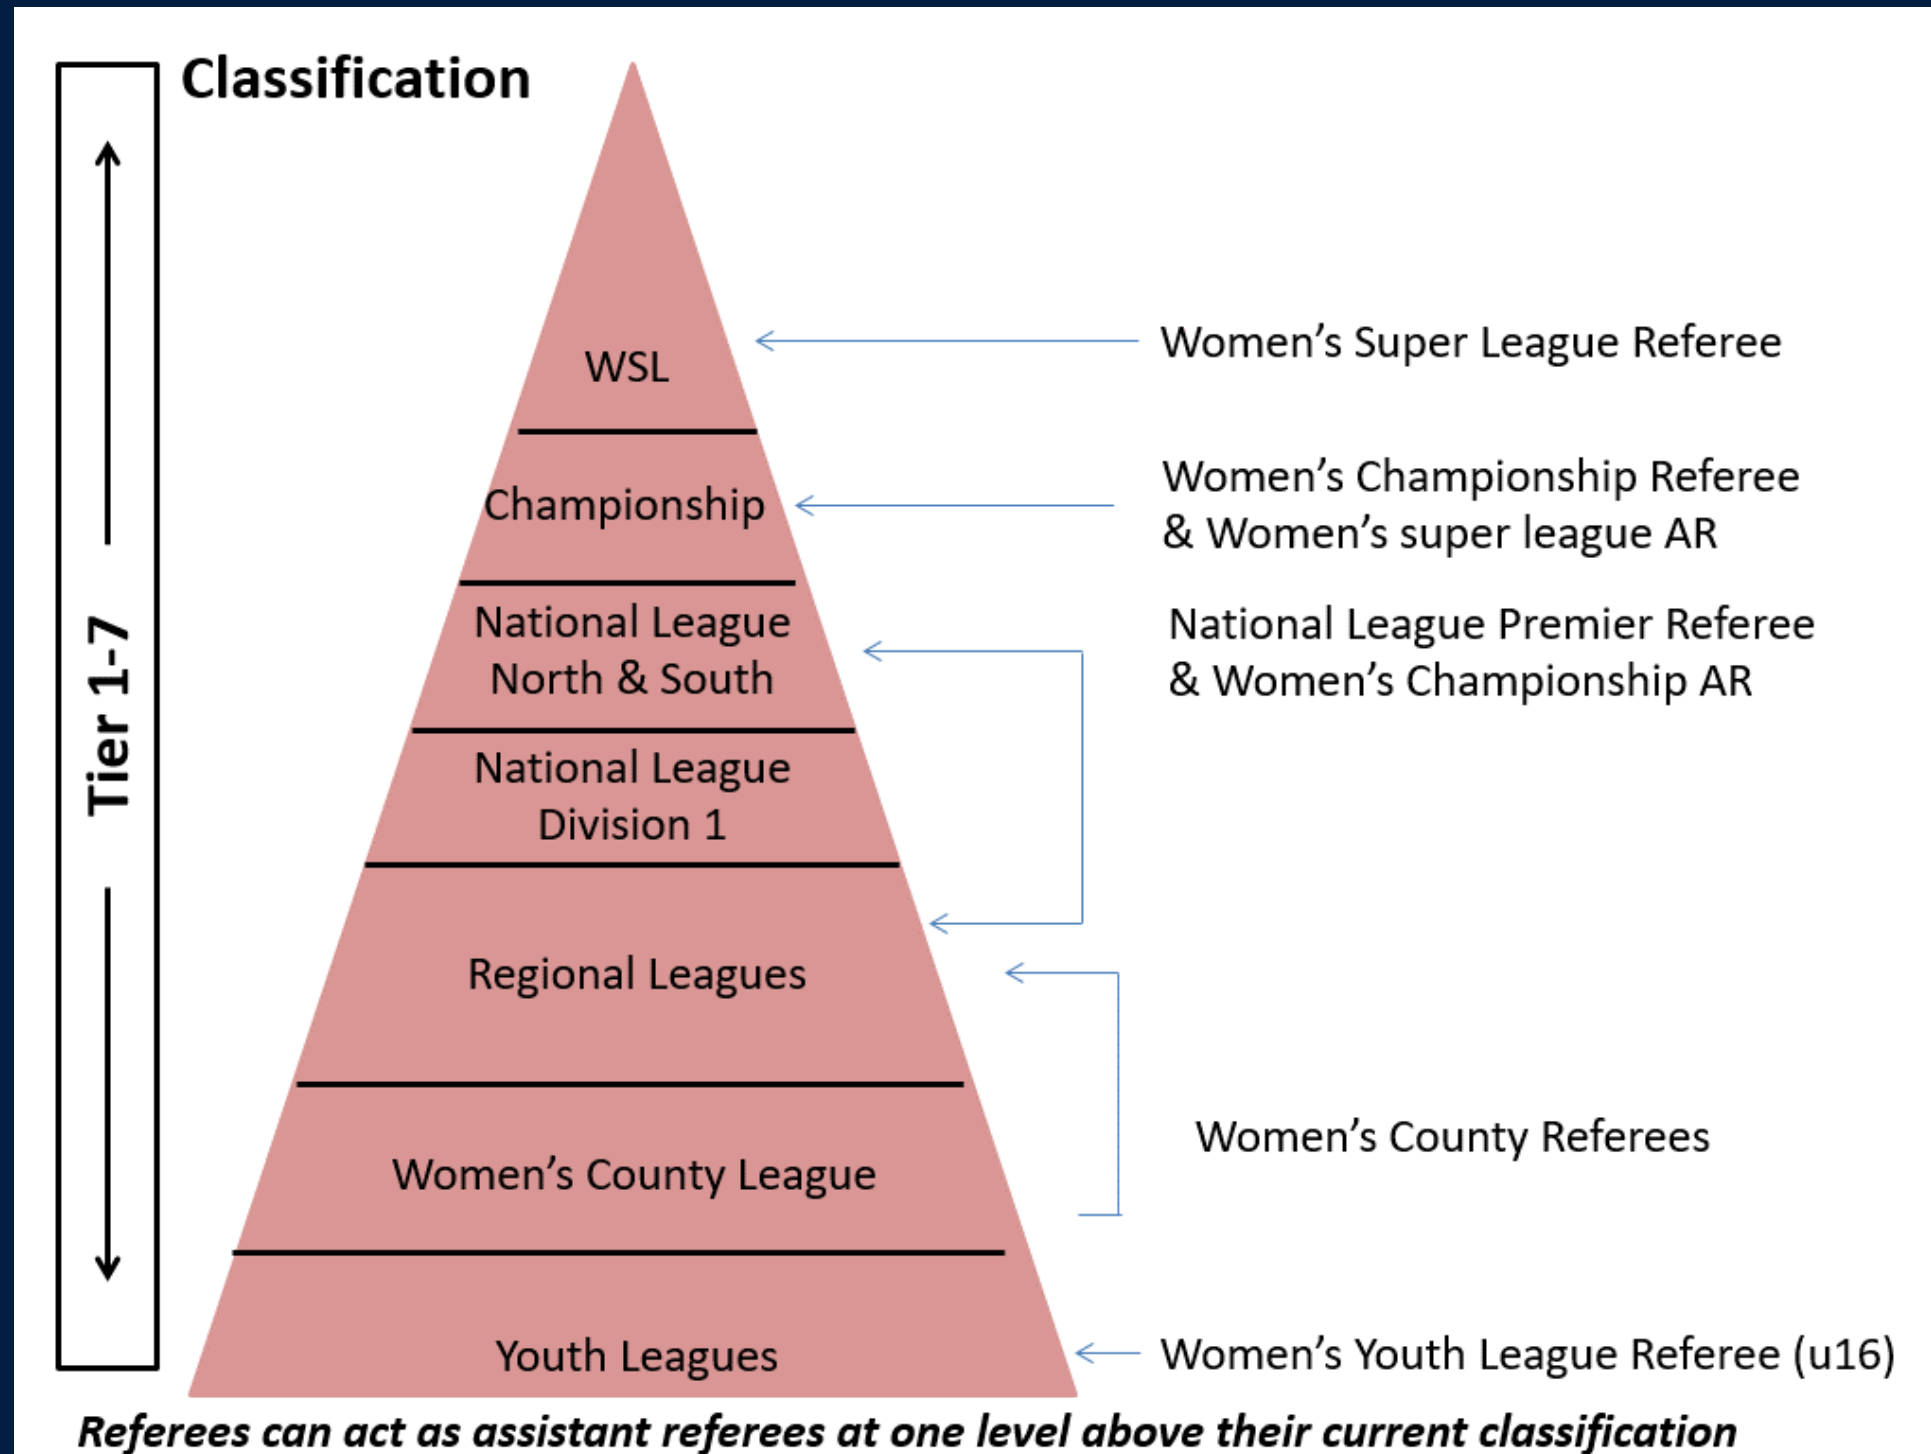 Classification
Tier 1-7
WSL
Women's Super League Referee
Championship
Women's Championship Referee
& Women's super league AR
National League
North & South
National League Premier Referee
& Women's Championship AR
National League
Division 1
Regional Leagues
Women's County Referees
Women's County League
Youth Leagues
Women's Youth League Referee (u16)
Referees can act as assistant referees at one level above their current classification